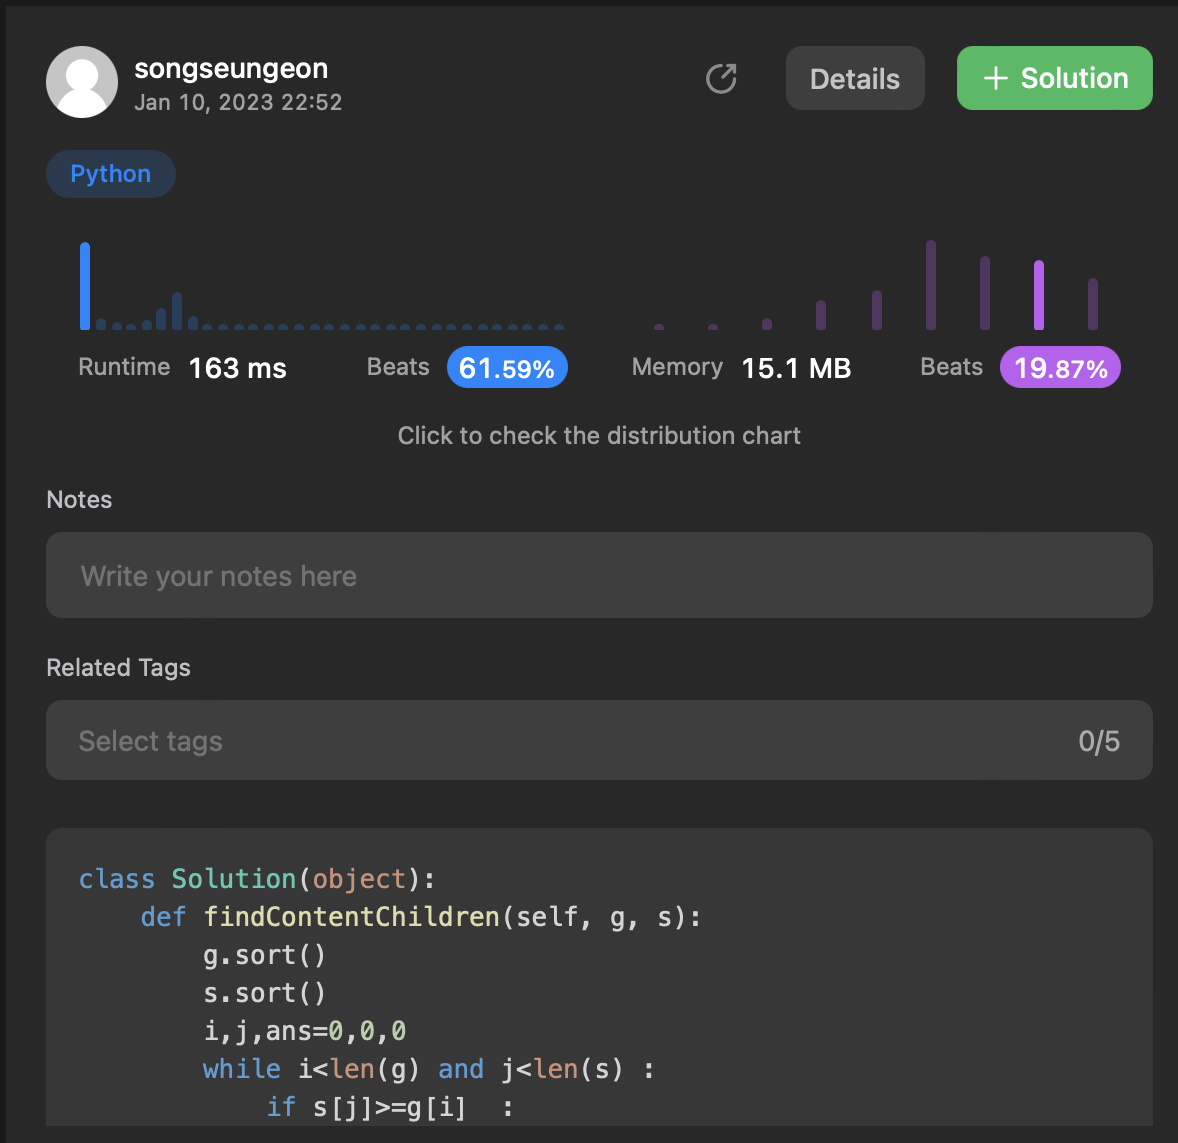 songseungeon
Jan 10, 2023 22:52
Details
+ Solution
Python
Runtime 163 ms Beats 61.59% Memory 15.1 MB Beats 19.87%
Click to check the distribution chart
Notes
Write your notes here
Related Tags
Select tags 0/5
class Solution(object):
    def findContentChildren(self, g, s):
        g.sort()
        s.sort()
        i,j,ans=0,0,0
        while i<len(g) and j<len(s) :
            if s[j]>=g[i]  :